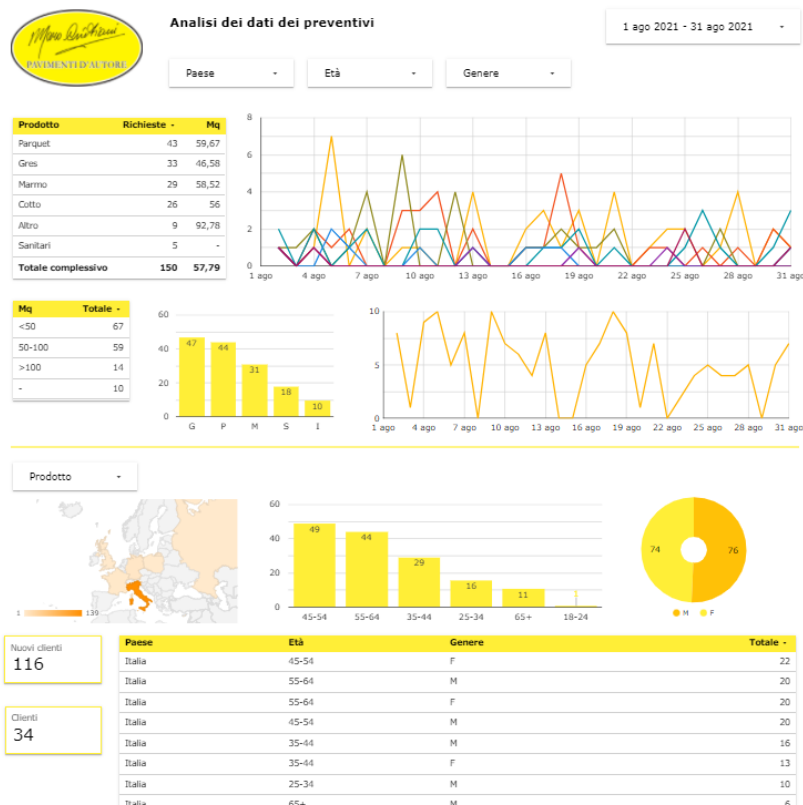 Analisi dei dati dei preventivi
1 ago 2021 - 31 ago 2021
PAVIMENTI D'AUTORE
Paese Età Genere
Prodotto Richieste Mq
Parquet 43 59,67
Gres 33 46,58
Marmo 29 58,52
Cotto 26 56
Altro 9 92,78
Sanitari 5 -
Totale complessivo 150 57,79
8
6
4
2
0
1 ago 4 ago 7 ago 10 ago 13 ago 16 ago 19 ago 22 ago 25 ago 28 ago 31 ago
Mq Totale
<50 67
50-100 59
>100 14
- 10
60
40
20
0
47 44 31 18 10
G P M S I
10
5
0
1 ago 4 ago 7 ago 10 ago 13 ago 16 ago 19 ago 22 ago 25 ago 28 ago 31 ago
Prodotto
1 139
60
40
20
0
49 44 29 16 11 1
45-54 55-64 35-44 25-34 65+ 18-24
74 76
M F
Nuovi clienti
116
Clienti
34
Paese Età Genere Totale
Italia 45-54 F 22
Italia 55-64 M 20
Italia 55-64 F 20
Italia 45-54 M 20
Italia 35-44 M 16
Italia 35-44 F 13
Italia 25-34 M 10
Italia 65+ M 6